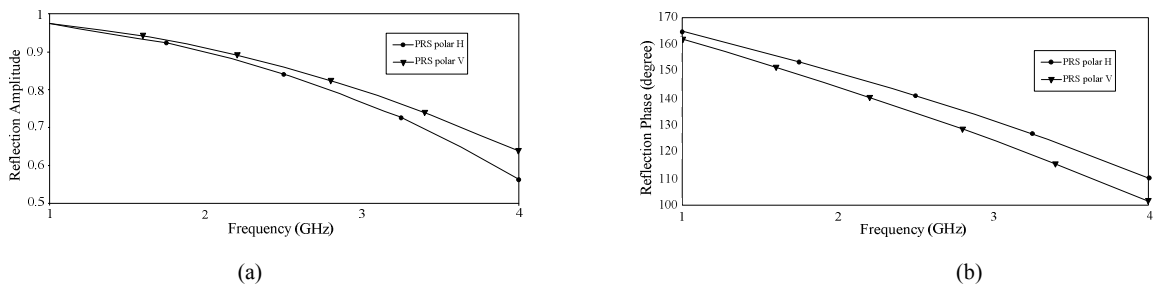 1
0.9
0.8
0.7
0.6
0.5
Reflection Amplitude
PRS polar H
PRS polar V
1
2
3
4
Frequency (GHz)
(a)
170
160
150
140
130
120
110
100
Reflection Phase (degree)
PRS polar H
PRS polar V
1
2
3
4
Frequency (GHz)
(b)